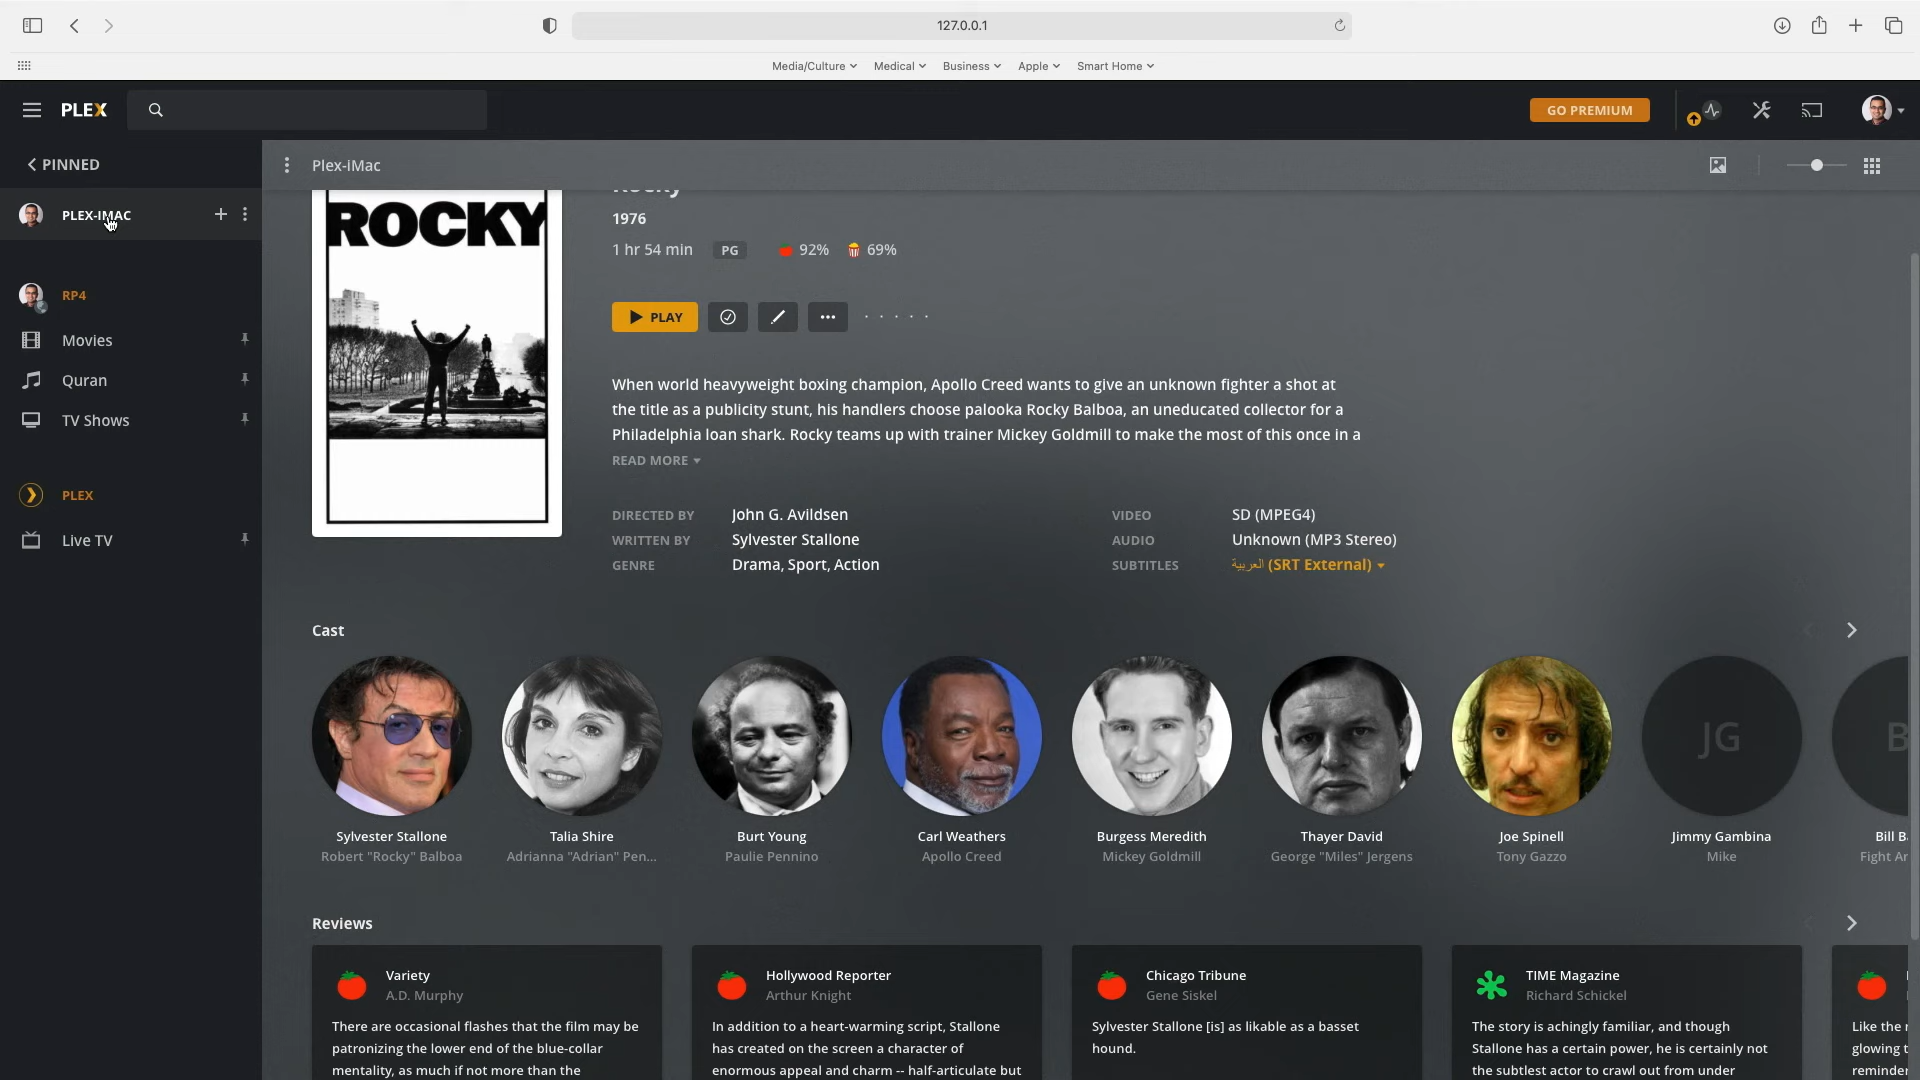 127.0.0.1
Media/Culture Medical Business Apple Smart Home
PLEX
GO PREMIUM
PINNED
PLEX-IMAC
RP4
Movies
Quran
TV Shows
PLEX
Live TV
Plex-iMac
ROCKY
Rocky
1976
1 hr 54 min PG 92% 69%
PLAY
When world heavyweight boxing champion, Apollo Creed wants to give an unknown fighter a shot at
the title as a publicity stunt, his handlers choose palooka Rocky Balboa, an uneducated collector for a
Philadelphia loan shark. Rocky teams up with trainer Mickey Goldmill to make the most of this once in a
READ MORE
DIRECTED BY John G. Avildsen
WRITTEN BY Sylvester Stallone
GENRE Drama, Sport, Action
VIDEO SD (MPEG4)
AUDIO Unknown (MP3 Stereo)
SUBTITLES العربية (SRT External)
Cast
JG
B
Sylvester Stallone
Robert "Rocky" Balboa
Talia Shire
Adrianna "Adrian" Pen...
Burt Young
Paulie Pennino
Carl Weathers
Apollo Creed
Burgess Meredith
Mickey Goldmill
Thayer David
George "Miles" Jergens
Joe Spinell
Tony Gazzo
Jimmy Gambina
Mike
Bill B
Fight Ar
Reviews
Variety
A.D. Murphy
There are occasional flashes that the film may be
patronizing the lower end of the blue-collar
mentality, as much if not more than the
Hollywood Reporter
Arthur Knight
In addition to a heart-warming script, Stallone
has created on the screen a character of
enormous appeal and charm -- half-articulate but
Chicago Tribune
Gene Siskel
Sylvester Stallone [is] as likable as a basset
hound.
TIME Magazine
Richard Schickel
The story is achingly familiar, and though
Stallone has a certain power, he is certainly not
the subtlest actor to crawl out from under
Like the
glowing
reminde